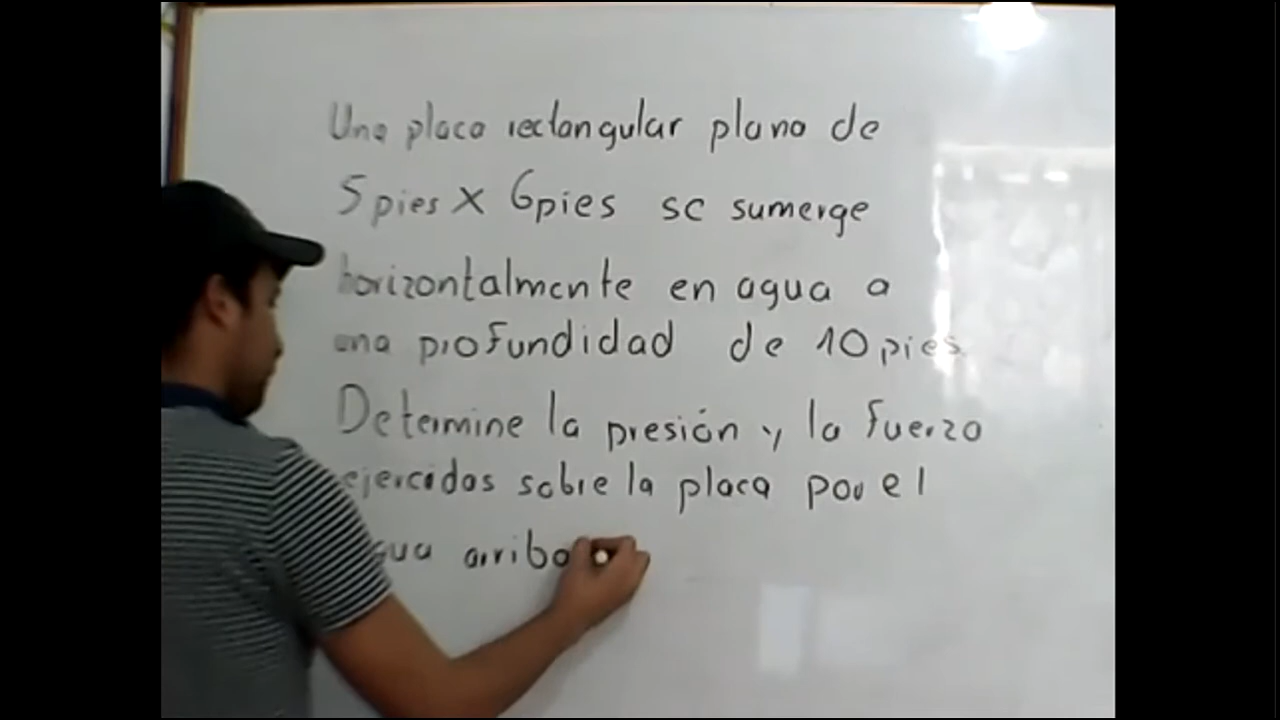 Una placa rectangular plana de
5 pies x 6 pies se sumerge
horizontalmente en agua a
una profundidad de 10 pies
Determine la presión y la fuerza
ejercidas sobre la placa por el
agua arriba